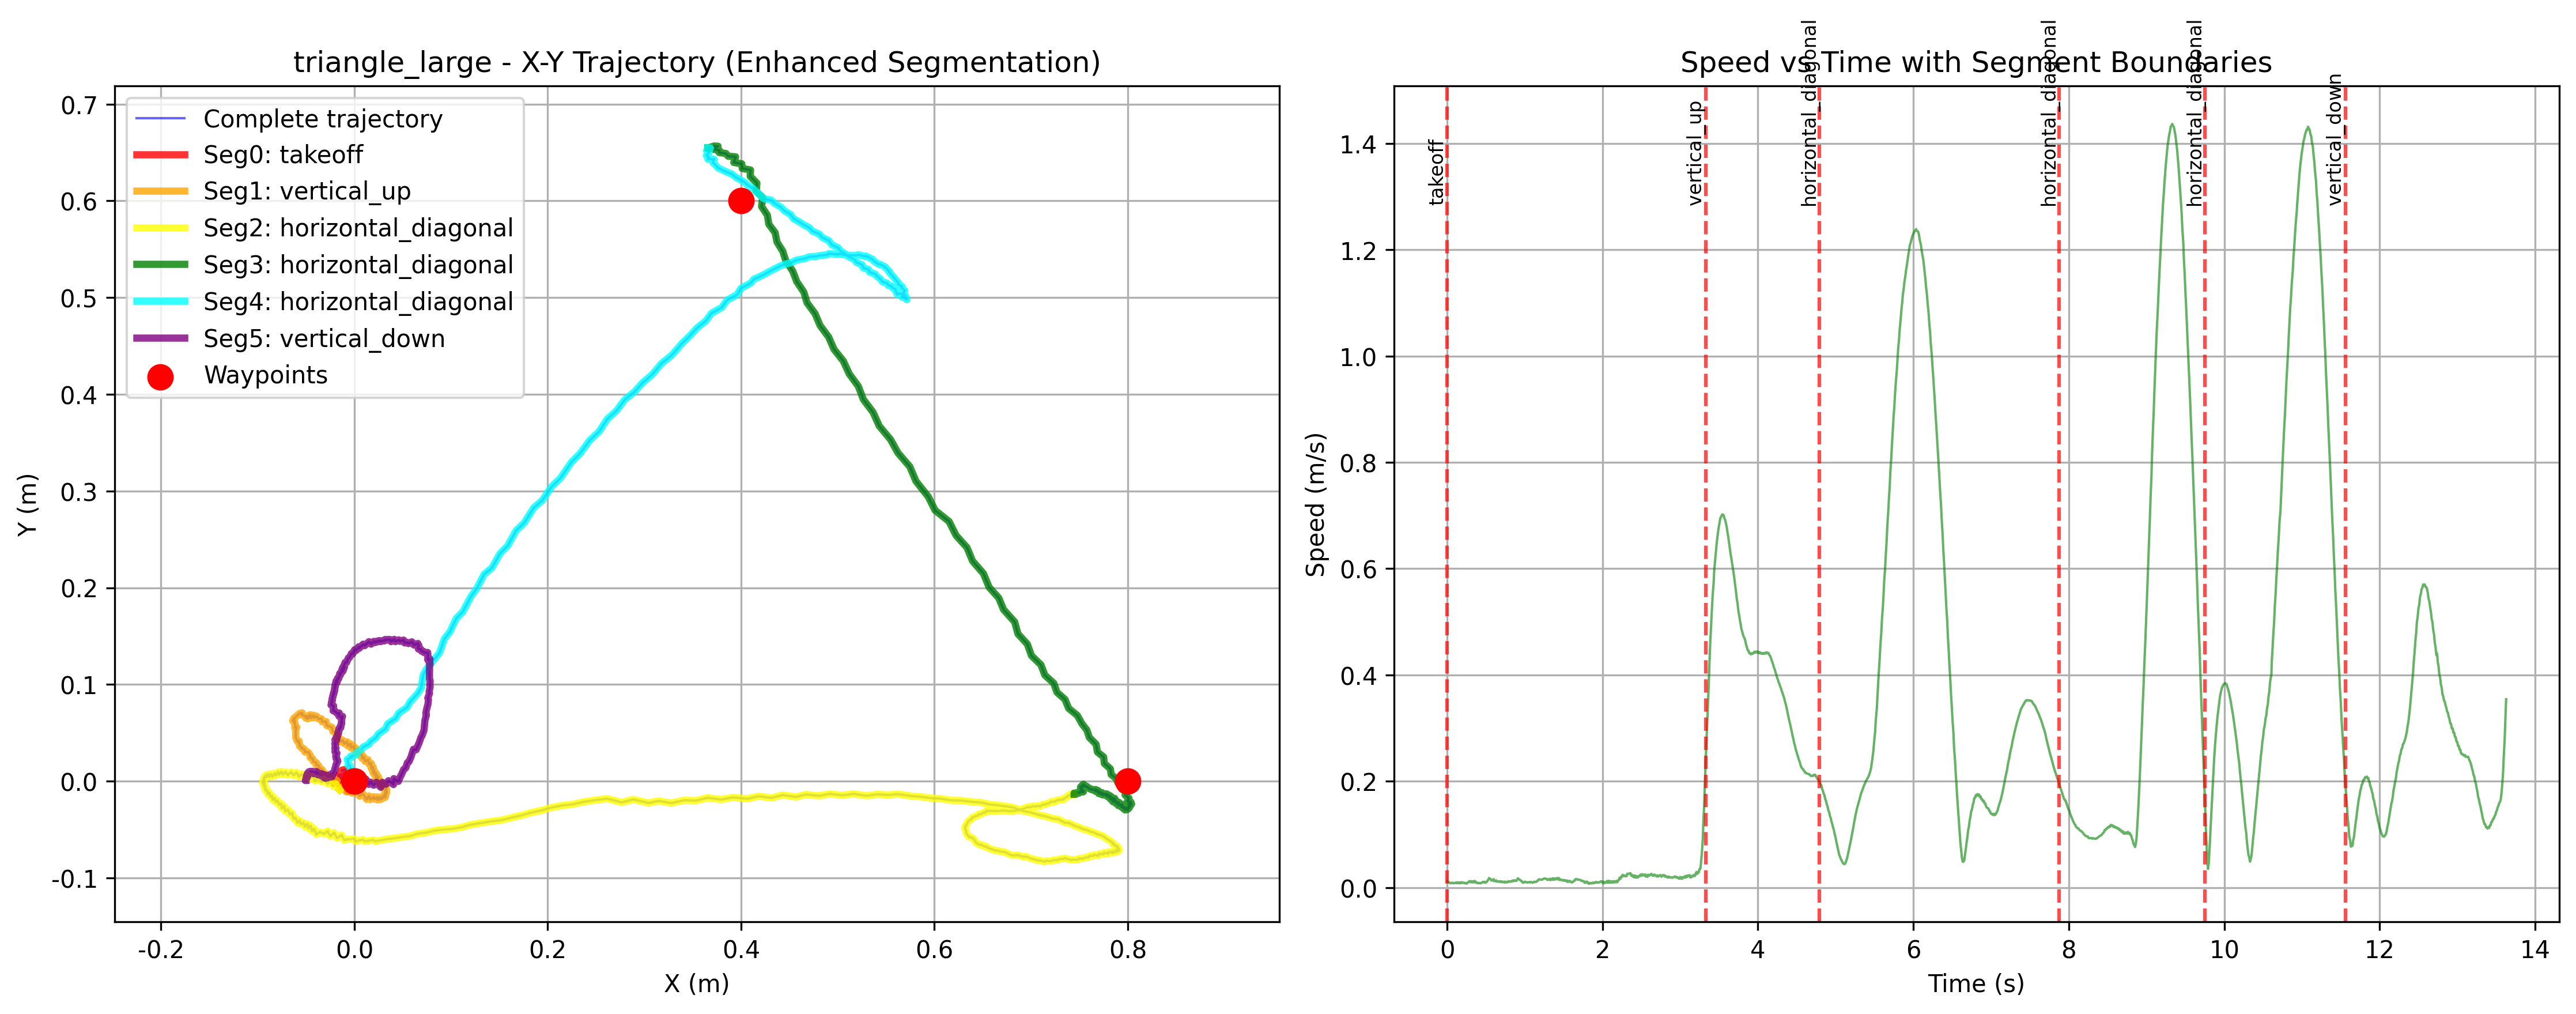 triangle_large - X-Y Trajectory (Enhanced Segmentation)
Complete trajectory
Seg0: takeoff
Seg1: vertical_up
Seg2: horizontal_diagonal
Seg3: horizontal_diagonal
Seg4: horizontal_diagonal
Seg5: vertical_down
Waypoints
0.7
0.6
0.5
0.4
0.3
0.2
0.1
0.0
-0.1
Y (m)
-0.2
0.0
0.2
0.4
0.6
0.8
X (m)
Speed vs Time with Segment Boundaries
takeoff
vertical_up
horizontal_diagonal
horizontal_diagonal
horizontal_diagonal
vertical_down
1.4
1.2
1.0
0.8
0.6
0.4
0.2
0.0
Speed (m/s)
0
2
4
6
8
10
12
14
Time (s)